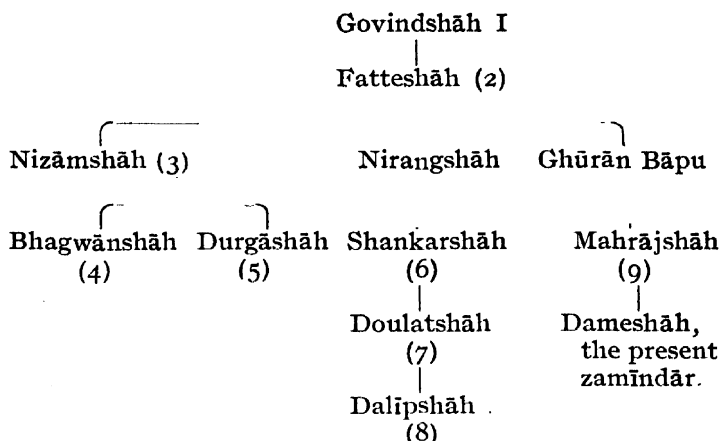 Govindshāh I
Fatteshāh (2)
Nizāmshāh (3) Nirangshāh Ghūrān Bāpu
Bhagwānshāh Durgāshāh Shankarshāh Mahrājshāh
(4) (5) (6) (9)
Doulatshāh Dameshāh,
(7) the present
zamīndār.
Dalīpshāh
(8)